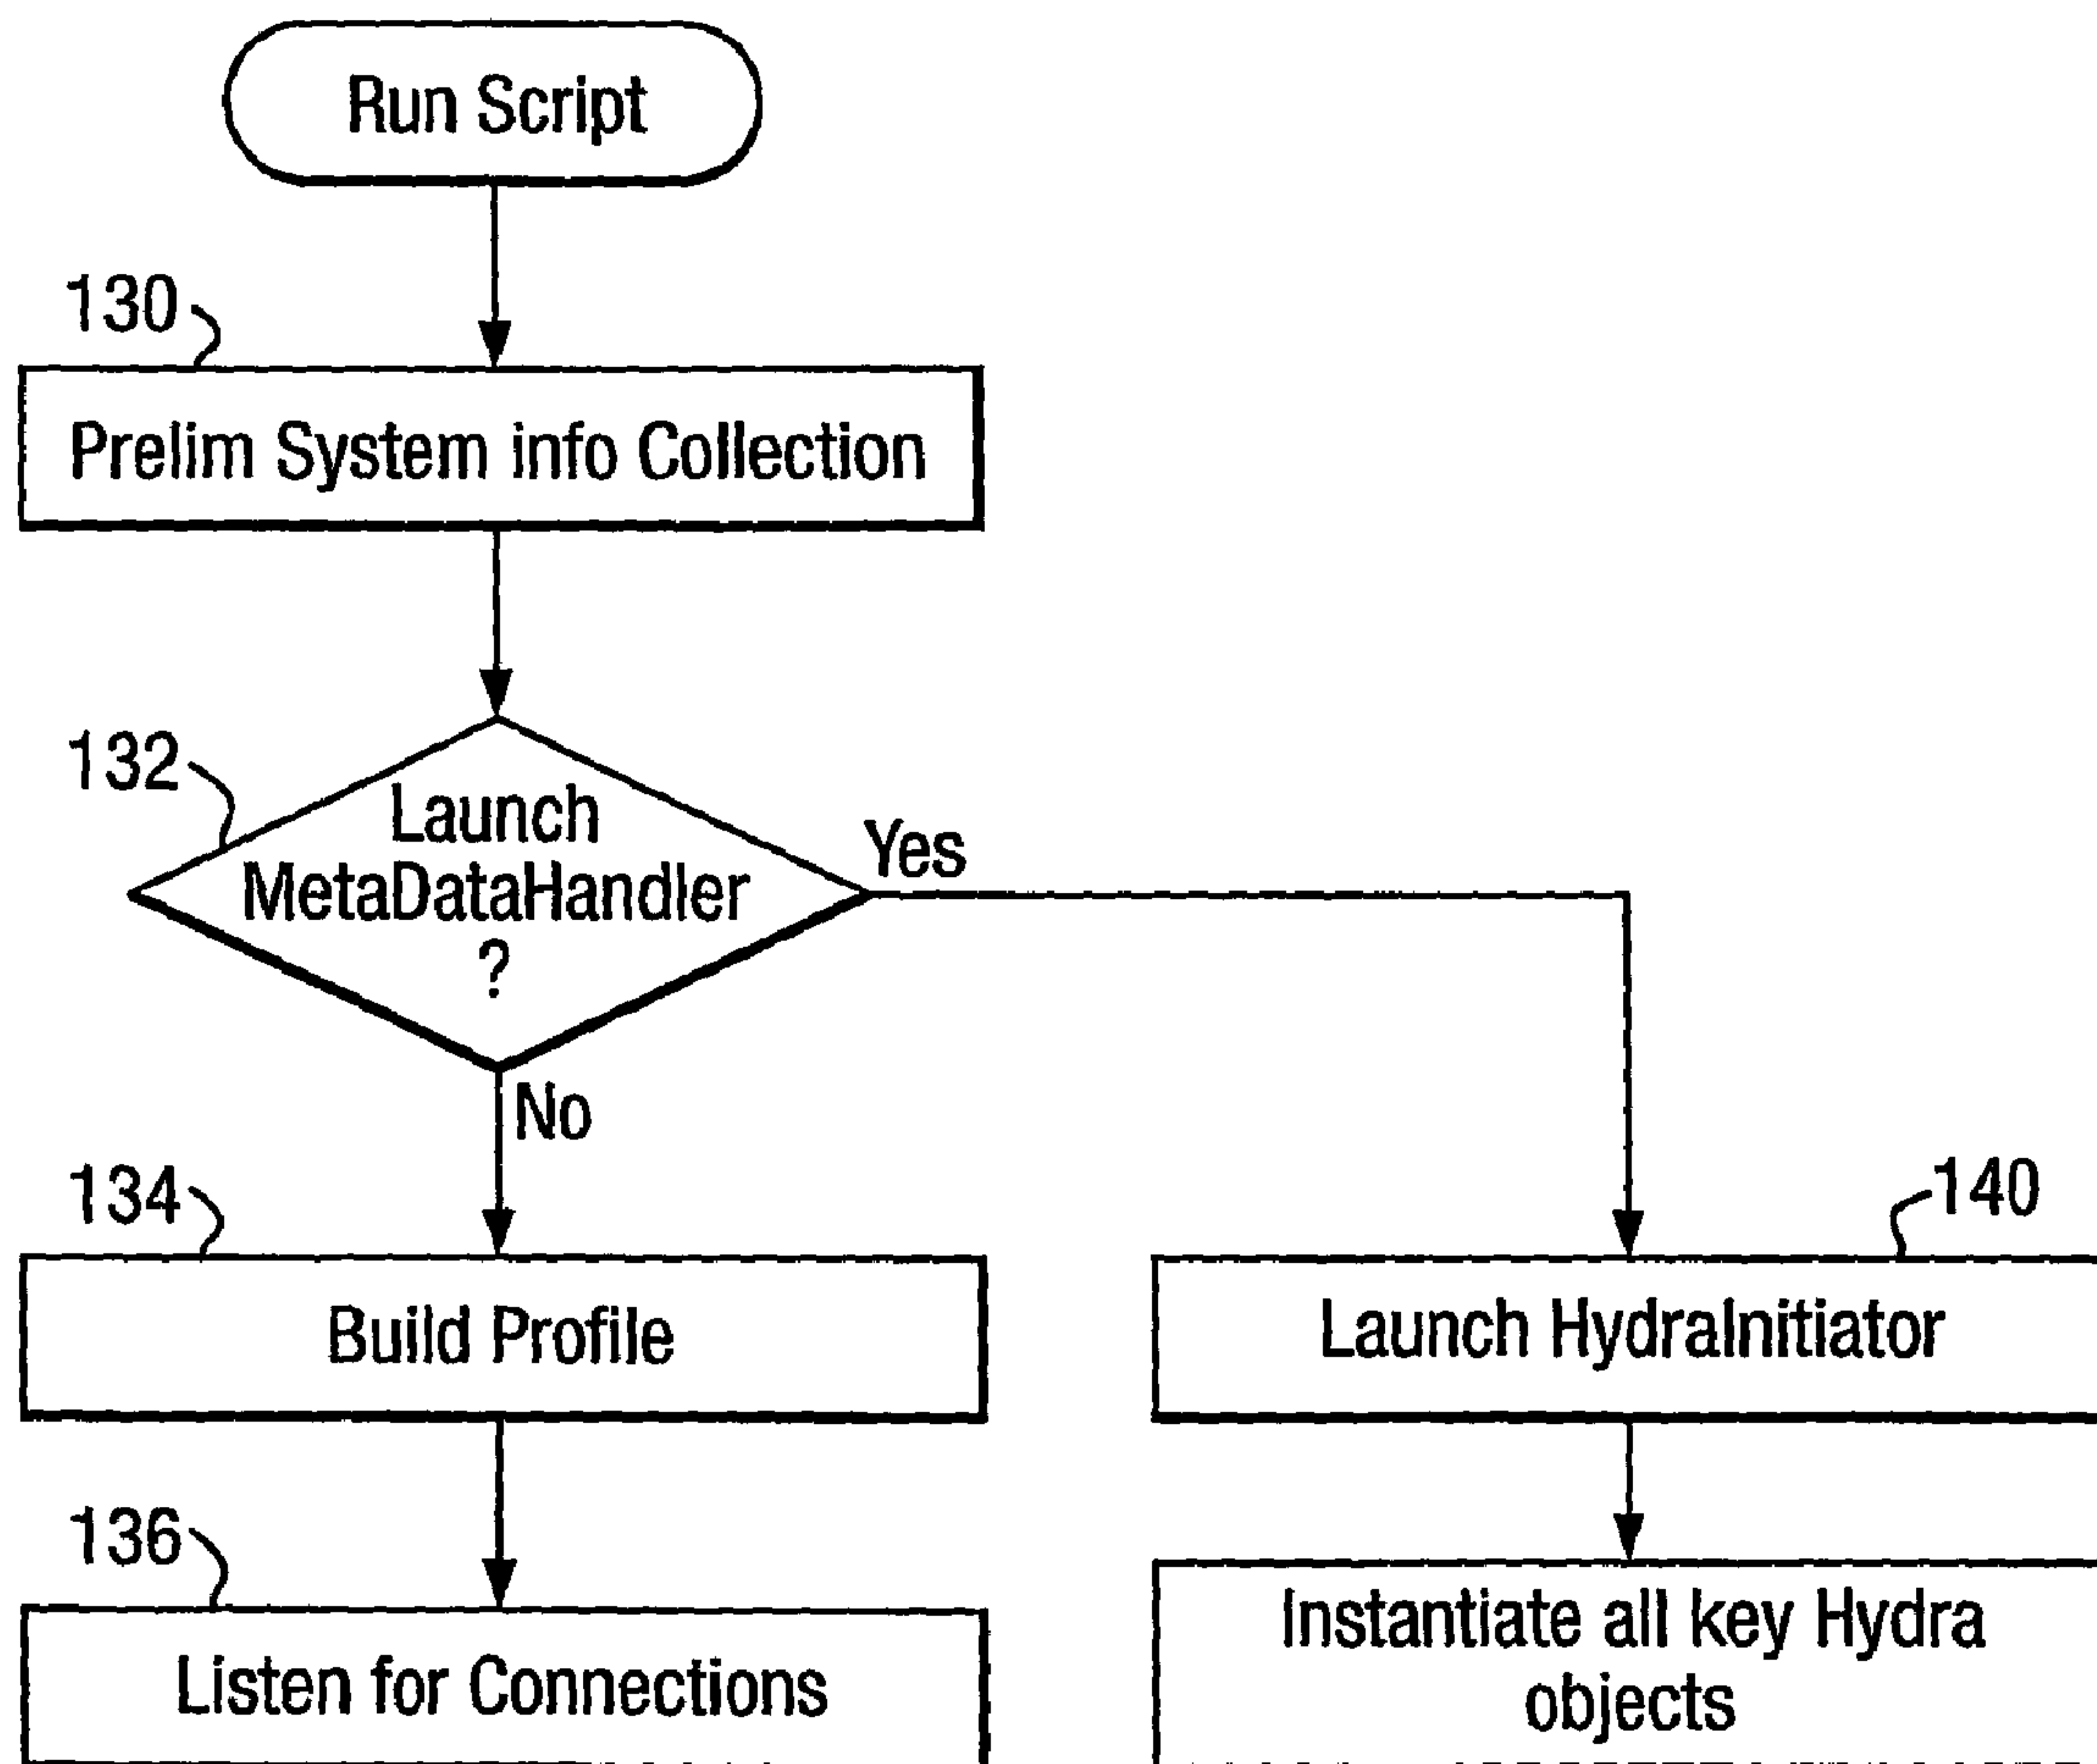 Run Script
130
Prelim System info Collection
132
Launch
MetaDataHandler
?
Yes
No
134
Build Profile
140
Launch HydraInitiator
136
Listen for Connections
Instantiate all key Hydra
objects